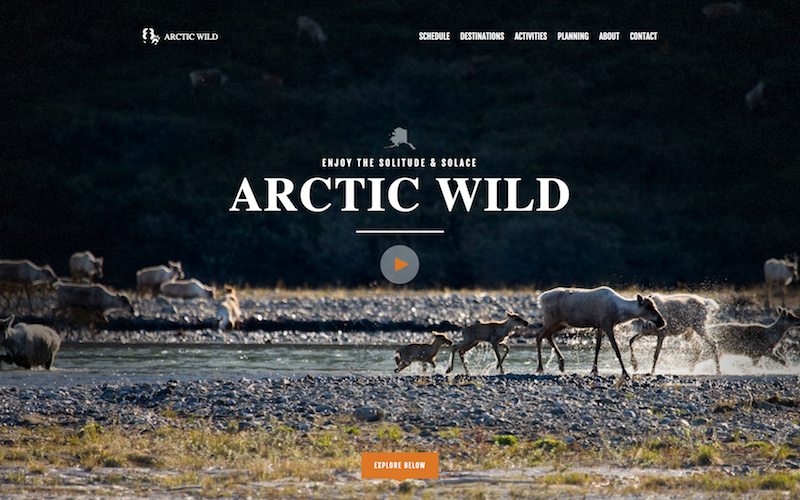 ARCTIC WILD
SCHEDULE DESTINATIONS ACTIVITIES PLANNING ABOUT CONTACT
ENJOY THE SOLITUDE & SOLACE
ARCTIC WILD
EXPLORE BELOW